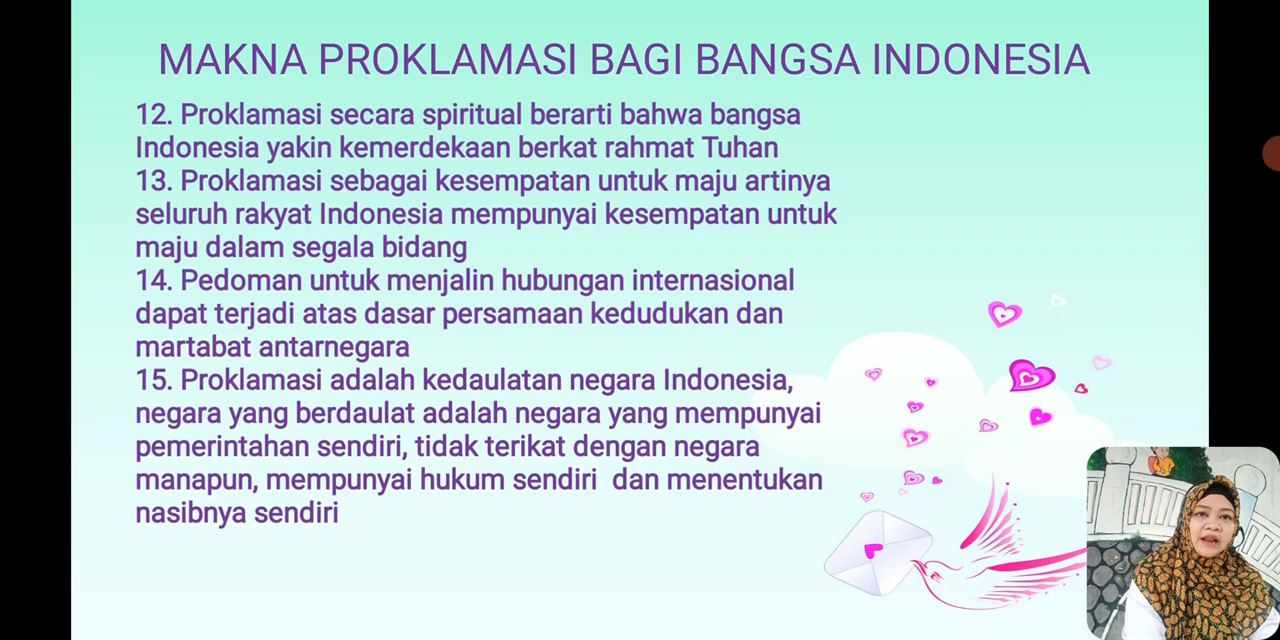 MAKNA PROKLAMASI BAGI BANGSA INDONESIA
12. Proklamasi secara spiritual berarti bahwa bangsa
Indonesia yakin kemerdekaan berkat rahmat Tuhan
13. Proklamasi sebagai kesempatan untuk maju artinya
seluruh rakyat Indonesia mempunyai kesempatan untuk
maju dalam segala bidang
14. Pedoman untuk menjalin hubungan internasional
dapat terjadi atas dasar persamaan kedudukan dan
martabat antarnegara
15. Proklamasi adalah kedaulatan negara Indonesia,
negara yang berdaulat adalah negara yang mempunyai
pemerintahan sendiri, tidak terikat dengan negara
manapun, mempunyai hukum sendiri  dan menentukan
nasibnya sendiri